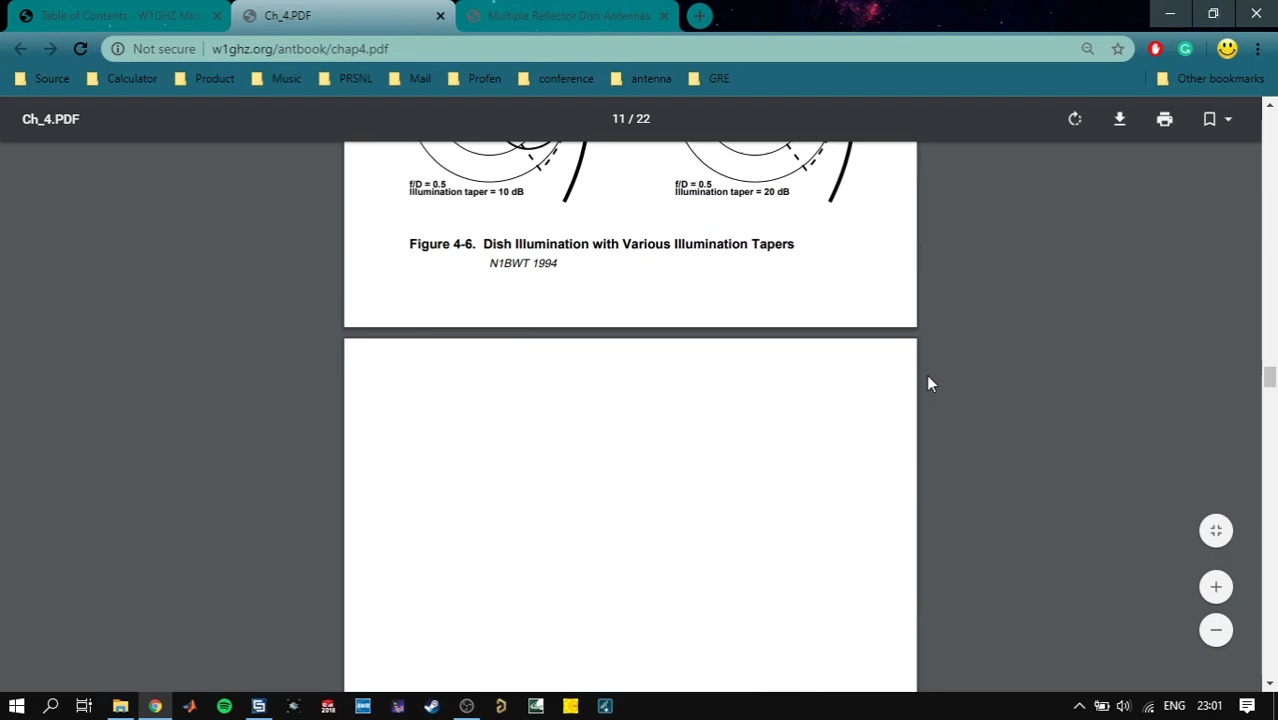 Table of Contents - W1GHZ Mic
Ch_4.PDF
Multiple Reflector Dish Antennas
Not secure
w1ghz.org/antbook/chap4.pdf
Source
Calculator
Product
Music
PRSNL
Mail
Profen
conference
antenna
GRE
Other bookmarks
Ch_4.PDF
11 / 22
f/D = 0.5
Illumination taper = 10 dB
f/D = 0.5
Illumination taper = 20 dB
Figure 4-6. Dish Illumination with Various Illumination Tapers
N1BWT 1994
ENG
23:01